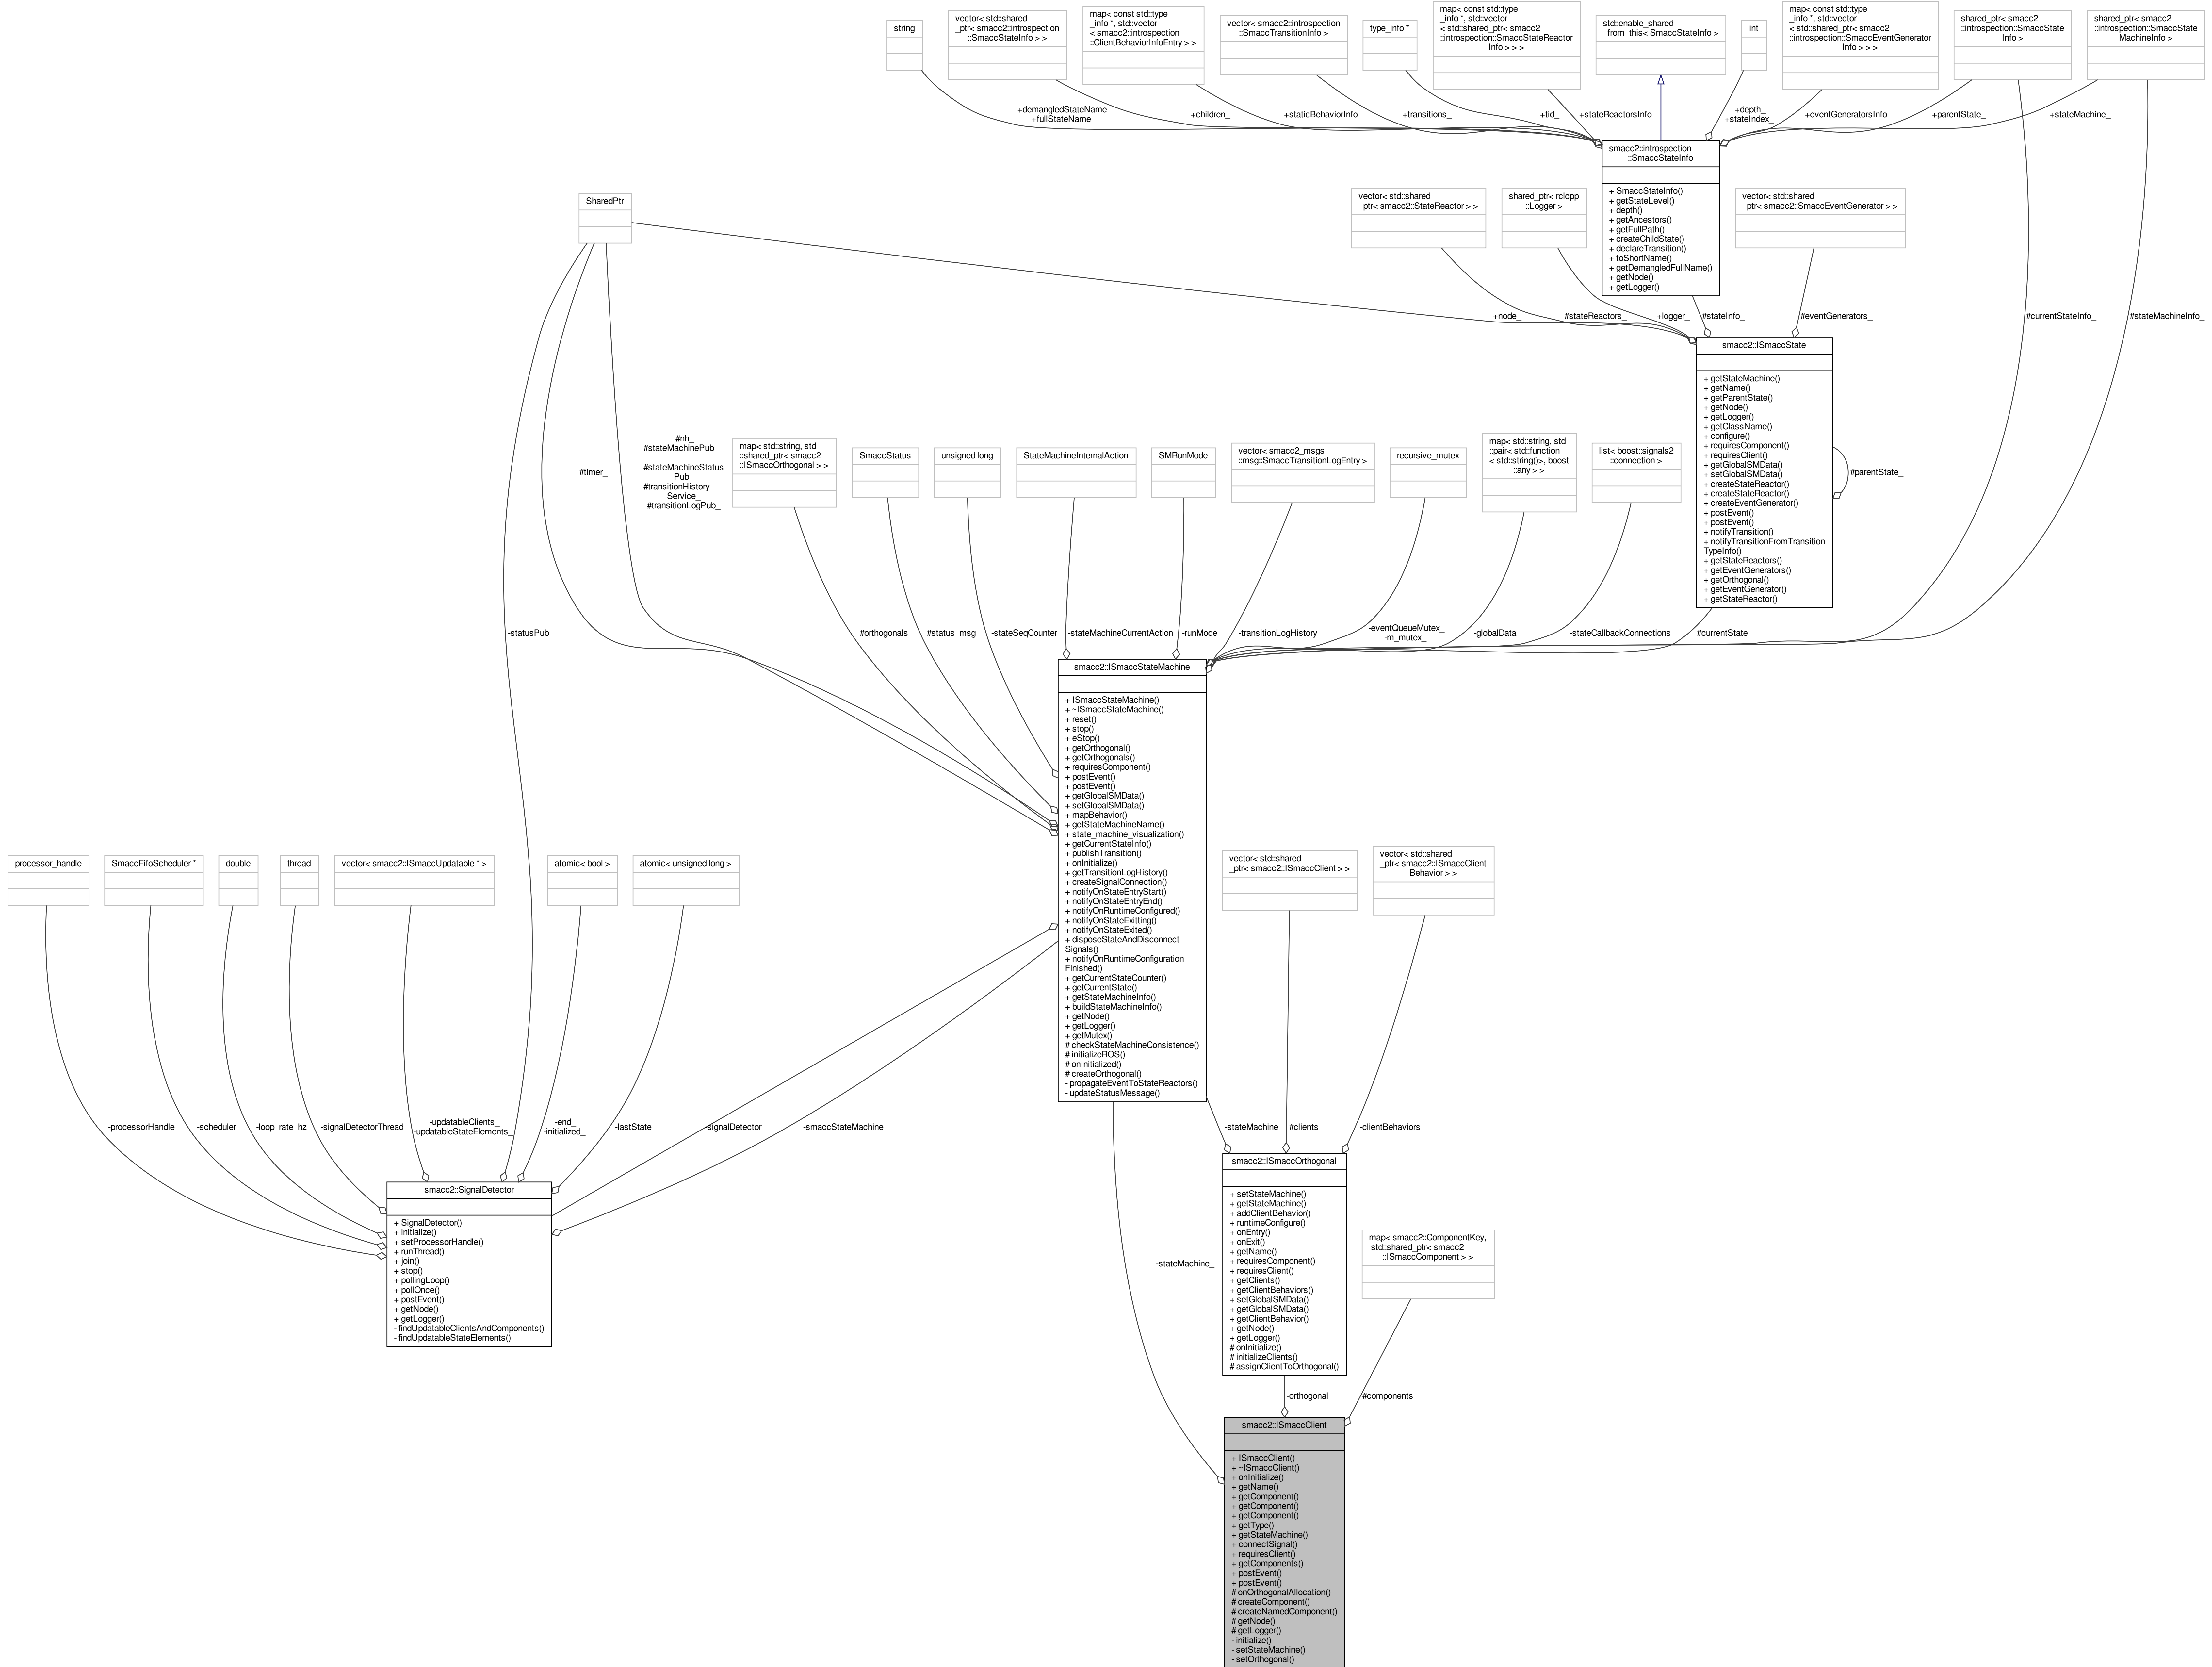 string
vector< std::shared
_ptr< smacc2::introspection
::SmaccStateInfo > >
map< const std::type
_info *, std::vector
< smacc2::introspection
::ClientBehaviorInfoEntry > >
vector< smacc2::introspection
::SmaccTransitionInfo >
type_info *
map< const std::type
_info *, std::vector
< std::shared_ptr< smacc2
::introspection::SmaccStateReactor
Info > > >
std::enable_shared
_from_this< SmaccStateInfo >
int
map< const std::type
_info *, std::vector
< std::shared_ptr< smacc2
::introspection::SmaccEventGenerator
Info > > >
shared_ptr< smacc2
::introspection::SmaccState
Info >
shared_ptr< smacc2
::introspection::SmaccState
MachineInfo >
+demangledStateName
+fullStateName
+children_
+staticBehaviorInfo
+transitions_
+tid_
+stateReactorsInfo
+depth_
+stateIndex_
+eventGeneratorsInfo
+parentState_
+stateMachine_
smacc2::introspection
::SmaccStateInfo
+ SmaccStateInfo()
+ getStateLevel()
+ depth()
+ getAncestors()
+ getFullPath()
+ createChildState()
+ declareTransition()
+ toShortName()
+ getDemangledFullName()
+ getNode()
+ getLogger()
SharedPtr
vector< std::shared
_ptr< smacc2::StateReactor > >
shared_ptr< rclcpp
::Logger >
vector< std::shared
_ptr< smacc2::SmaccEventGenerator > >
+node_
#stateReactors_
+logger_
#stateInfo_
#eventGenerators_
#currentStateInfo_
#stateMachineInfo_
smacc2::ISmaccState
+ getStateMachine()
+ getName()
+ getParentState()
+ getNode()
+ getLogger()
+ getClassName()
+ configure()
+ requiresComponent()
+ requiresClient()
+ getGlobalSMData()
+ setGlobalSMData()
+ createStateReactor()
+ createStateReactor()
+ createEventGenerator()
+ postEvent()
+ postEvent()
+ notifyTransition()
+ notifyTransitionFromTransition
TypeInfo()
+ getStateReactors()
+ getEventGenerators()
+ getOrthogonal()
+ getEventGenerator()
+ getStateReactor()
#parentState_
#timer_
#nh_
#stateMachinePub
_
#stateMachineStatus
Pub_
#transitionHistory
Service_
#transitionLogPub_
map< std::string, std
::shared_ptr< smacc2
::ISmaccOrthogonal > >
SmaccStatus
unsigned long
StateMachineInternalAction
SMRunMode
vector< smacc2_msgs
::msg::SmaccTransitionLogEntry >
recursive_mutex
map< std::string, std
::pair< std::function
< std::string()>, boost
::any > >
list< boost::signals2
::connection >
-statusPub_
#orthogonals_
#status_msg_
-stateSeqCounter_
-stateMachineCurrentAction
-runMode_
-transitionLogHistory_
-eventQueueMutex_
-m_mutex_
-globalData_
-stateCallbackConnections
#currentState_
smacc2::ISmaccStateMachine
+ ISmaccStateMachine()
+ ~ISmaccStateMachine()
+ reset()
+ stop()
+ eStop()
+ getOrthogonal()
+ getOrthogonals()
+ requiresComponent()
+ postEvent()
+ postEvent()
+ getGlobalSMData()
+ setGlobalSMData()
+ mapBehavior()
+ getStateMachineName()
+ state_machine_visualization()
+ getCurrentStateInfo()
+ publishTransition()
+ onInitialize()
+ getTransitionLogHistory()
+ createSignalConnection()
+ notifyOnStateEntryStart()
+ notifyOnStateEntryEnd()
+ notifyOnRuntimeConfigured()
+ notifyOnStateExitting()
+ notifyOnStateExited()
+ disposeStateAndDisconnect
Signals()
+ notifyOnRuntimeConfiguration
Finished()
+ getCurrentStateCounter()
+ getCurrentState()
+ getStateMachineInfo()
+ buildStateMachineInfo()
+ getNode()
+ getLogger()
+ getMutex()
# checkStateMachineConsistence()
# initializeROS()
# onInitialized()
# createOrthogonal()
- propagateEventToStateReactors()
- updateStatusMessage()
processor_handle
SmaccFifoScheduler *
double
thread
vector< smacc2::ISmaccUpdatable * >
atomic< bool >
atomic< unsigned long >
vector< std::shared
_ptr< smacc2::ISmaccClient > >
vector< std::shared
_ptr< smacc2::ISmaccClient
Behavior > >
-processorHandle_
-scheduler_
-loop_rate_hz
-signalDetectorThread_
-updatableClients_
-updatableStateElements_
-end_
-initialized_
-lastState_
-signalDetector_
-smaccStateMachine_
-stateMachine_
#clients_
-clientBehaviors_
smacc2::SignalDetector
+ SignalDetector()
+ initialize()
+ setProcessorHandle()
+ runThread()
+ join()
+ stop()
+ pollingLoop()
+ pollOnce()
+ postEvent()
+ getNode()
+ getLogger()
- findUpdatableClientsAndComponents()
- findUpdatableStateElements()
smacc2::ISmaccOrthogonal
+ setStateMachine()
+ getStateMachine()
+ addClientBehavior()
+ runtimeConfigure()
+ onEntry()
+ onExit()
+ getName()
+ requiresComponent()
+ requiresClient()
+ getClients()
+ getClientBehaviors()
+ setGlobalSMData()
+ getGlobalSMData()
+ getClientBehavior()
+ getNode()
+ getLogger()
# onInitialize()
# initializeClients()
# assignClientToOrthogonal()
map< smacc2::ComponentKey,
std::shared_ptr< smacc2
::ISmaccComponent > >
-stateMachine_
-orthogonal_
#components_
smacc2::ISmaccClient
+ ISmaccClient()
+ ~ISmaccClient()
+ onInitialize()
+ getName()
+ getComponent()
+ getComponent()
+ getComponent()
+ getType()
+ getStateMachine()
+ connectSignal()
+ requiresClient()
+ getComponents()
+ postEvent()
+ postEvent()
# onOrthogonalAllocation()
# createComponent()
# createNamedComponent()
# getNode()
# getLogger()
- initialize()
- setStateMachine()
- setOrthogonal()